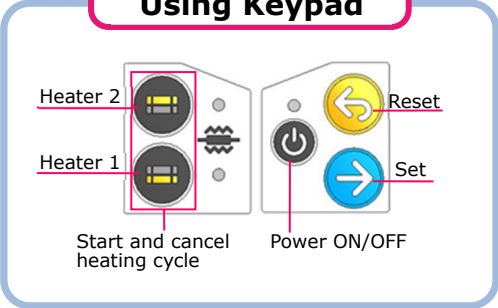 Using Keypad
Heater 2
Reset
Heater 1
Set
Start and cancel
heating cycle
Power ON/OFF